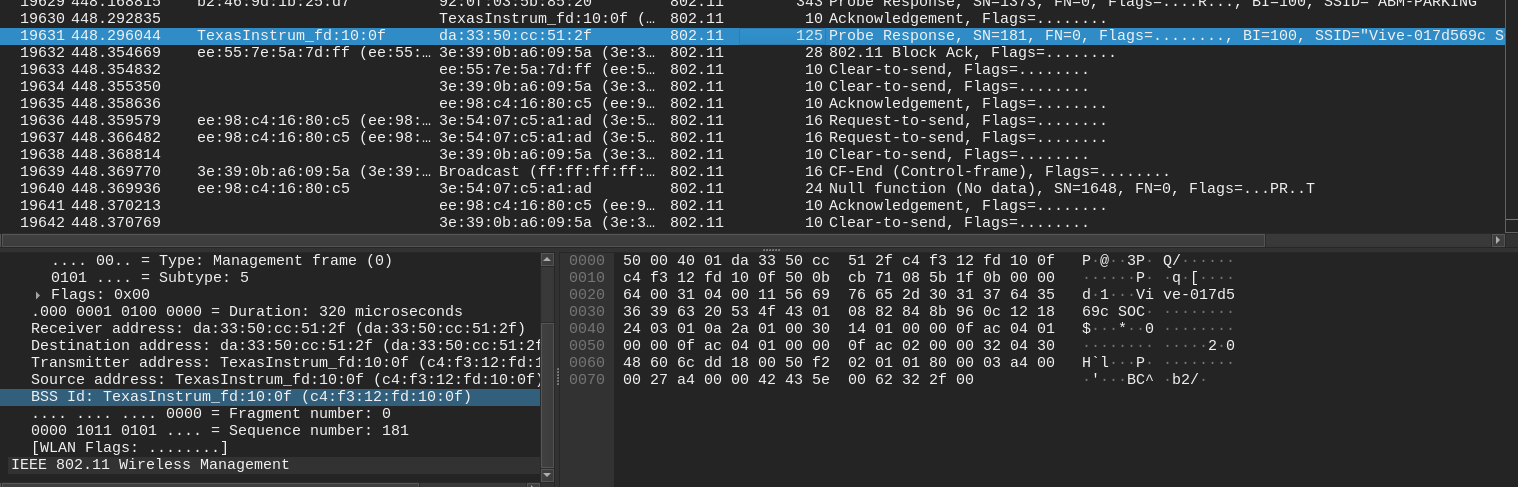 19629 448.168815 b2:46:9d:1b:25:d7 92:0f:03:5b:85:20 802.11 343 Probe Response, SN=1373, FN=0, Flags=....R..., BI=100, SSID="ABM-PARKING
19630 448.292835 TexasInstrum_fd:10:0f (… 802.11 10 Acknowledgement, Flags=........
19631 448.296044 TexasInstrum_fd:10:0f da:33:50:cc:51:2f 802.11 125 Probe Response, SN=181, FN=0, Flags=........, BI=100, SSID="Vive-017d569c S
19632 448.354669 ee:55:7e:5a:7d:ff (ee:55:… 3e:39:0b:a6:09:5a (3e:3… 802.11 28 802.11 Block Ack, Flags=........
19633 448.354832 ee:55:7e:5a:7d:ff (ee:5… 802.11 10 Clear-to-send, Flags=........
19634 448.355350 3e:39:0b:a6:09:5a (3e:3… 802.11 10 Clear-to-send, Flags=........
19635 448.358636 ee:98:c4:16:80:c5 (ee:9… 802.11 10 Acknowledgement, Flags=........
19636 448.359579 ee:98:c4:16:80:c5 (ee:98:… 3e:54:07:c5:a1:ad (3e:5… 802.11 16 Request-to-send, Flags=........
19637 448.366482 ee:98:c4:16:80:c5 (ee:98:… 3e:54:07:c5:a1:ad (3e:5… 802.11 16 Request-to-send, Flags=........
19638 448.368814 3e:39:0b:a6:09:5a (3e:3… 802.11 10 Clear-to-send, Flags=........
19639 448.369770 3e:39:0b:a6:09:5a (3e:39:… Broadcast (ff:ff:ff:ff:… 802.11 16 CF-End (Control-frame), Flags=........
19640 448.369936 ee:98:c4:16:80:c5 3e:54:07:c5:a1:ad 802.11 24 Null function (No data), SN=1648, FN=0, Flags=...PR..T
19641 448.370213 ee:98:c4:16:80:c5 (ee:9… 802.11 10 Acknowledgement, Flags=........
19642 448.370769 3e:39:0b:a6:09:5a (3e:3… 802.11 10 Clear-to-send, Flags=........
.... 00.. = Type: Management frame (0)
0101 .... = Subtype: 5
Flags: 0x00
.000 0001 0100 0000 = Duration: 320 microseconds
Receiver address: da:33:50:cc:51:2f (da:33:50:cc:51:2f)
Destination address: da:33:50:cc:51:2f (da:33:50:cc:51:2f
Transmitter address: TexasInstrum_fd:10:0f (c4:f3:12:fd:1
Source address: TexasInstrum_fd:10:0f (c4:f3:12:fd:10:0f)
BSS Id: TexasInstrum_fd:10:0f (c4:f3:12:fd:10:0f)
.... .... .... 0000 = Fragment number: 0
0000 1011 0101 .... = Sequence number: 181
[WLAN Flags: ........]
IEEE 802.11 Wireless Management
0000 50 00 40 01 da 33 50 cc 51 2f c4 f3 12 fd 10 0f P·@··3P· Q/······
0010 c4 f3 12 fd 10 0f 50 0b cb 71 08 5b 1f 0b 00 00 ······P· ·q·[····
0020 64 00 31 04 00 11 56 69 76 65 2d 30 31 37 64 35 d·1···Vi ve-017d5
0030 36 39 63 20 53 4f 43 01 08 82 84 8b 96 0c 12 18 69c SOC· ········
0040 24 03 01 0a 2a 01 00 30 14 01 00 00 0f ac 04 01 $···*··0 ········
0050 00 00 0f ac 04 01 00 00 0f ac 02 00 00 32 04 30 ········ ·····2·0
0060 48 60 6c dd 18 00 50 f2 02 01 01 80 00 03 a4 00 H`l···P· ········
0070 00 27 a4 00 00 42 43 5e 00 62 32 2f 00 ·'···BC^ ·b2/·